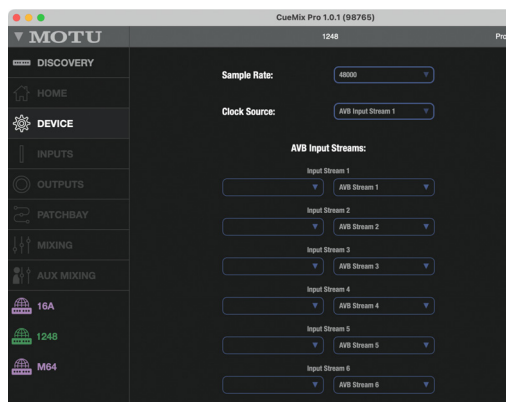 CueMix Pro 1.0.1 (98765)
MOTU
1248
Pro
DISCOVERY
HOME
DEVICE
INPUTS
OUTPUTS
PATCHBAY
MIXING
AUX MIXING
16A
1248
M64
Sample Rate: 48000
Clock Source: AVB Input Stream 1
AVB Input Streams:
Input Stream 1
AVB Stream 1
Input Stream 2
AVB Stream 2
Input Stream 3
AVB Stream 3
Input Stream 4
AVB Stream 4
Input Stream 5
AVB Stream 5
Input Stream 6
AVB Stream 6